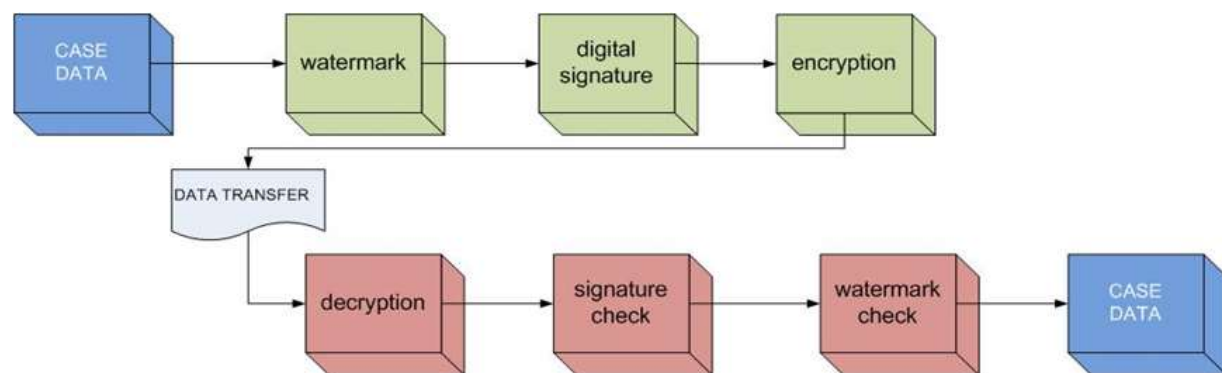 CASE
DATA
watermark
digital
signature
encryption
DATA TRANSFER
decryption
signature
check
watermark
check
CASE
DATA